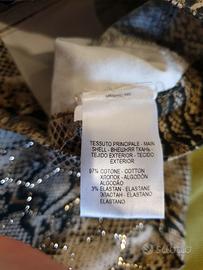 TESSUTO PRINCIPALE - MAIN
SHELL - ВНЕШНЯЯ ТКАНЬ -
TEJIDO EXTERIOR - TECIDO
EXTERIOR
97% COTONE - COTTON
ХЛОПОК - ALGODÓN
ALGODÃO
3% ELASTAN - ELASTANE
ЭЛАСТАН - ELASTANO
ELASTANO
subito